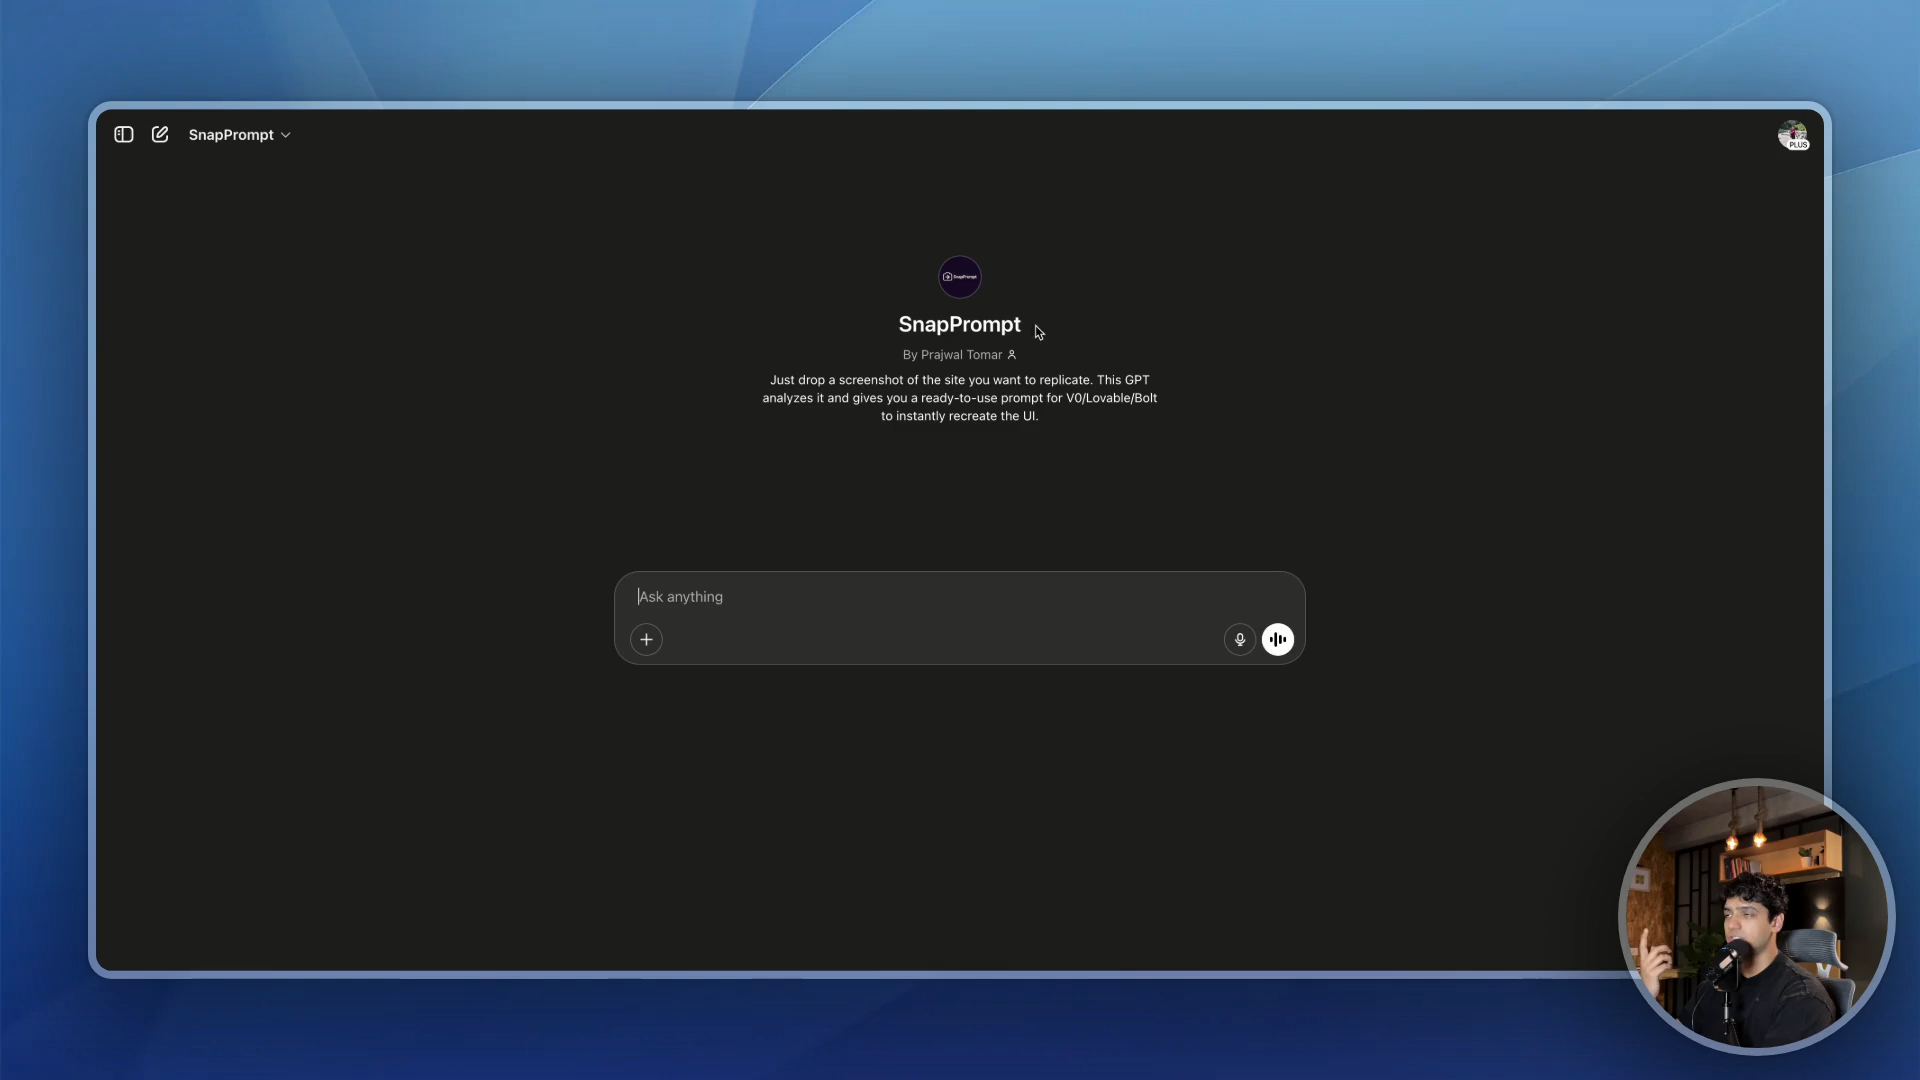 SnapPrompt
PLUS
SnapPrompt
SnapPrompt
By Prajwal Tomar
Just drop a screenshot of the site you want to replicate. This GPT
analyzes it and gives you a ready-to-use prompt for V0/Lovable/Bolt
to instantly recreate the UI.
Ask anything